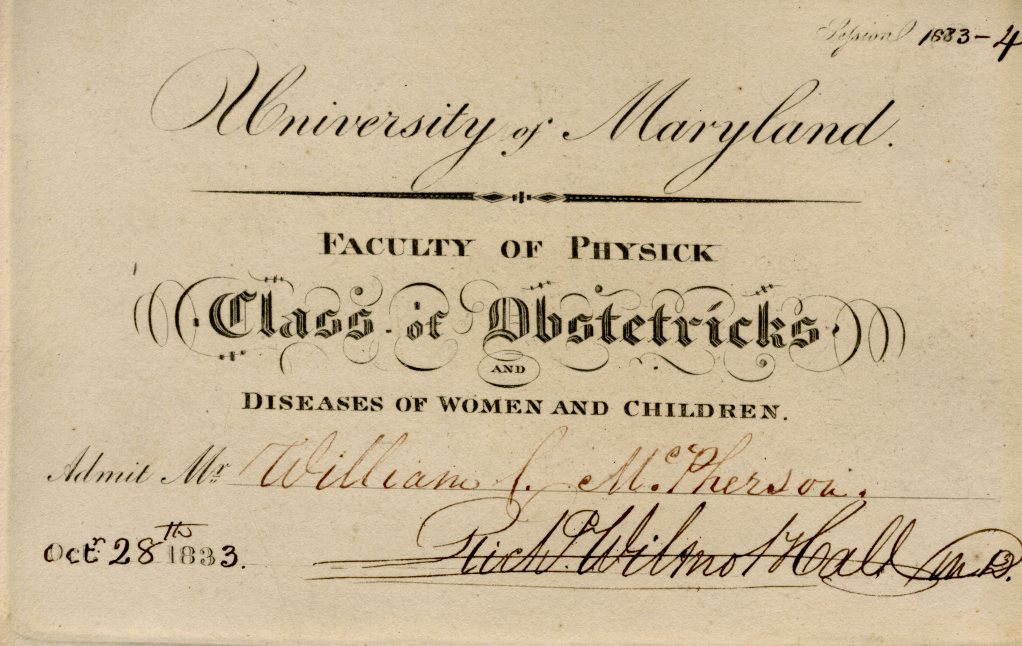 Session 1833-4
University of Maryland.
FACULTY OF PHYSICK
Class of Obstetricks
AND
DISEASES OF WOMEN AND CHILDREN.
Admit Mr William C. McPherson.
Octr 28th 1833.
Richd Wilmot Hall M.D.